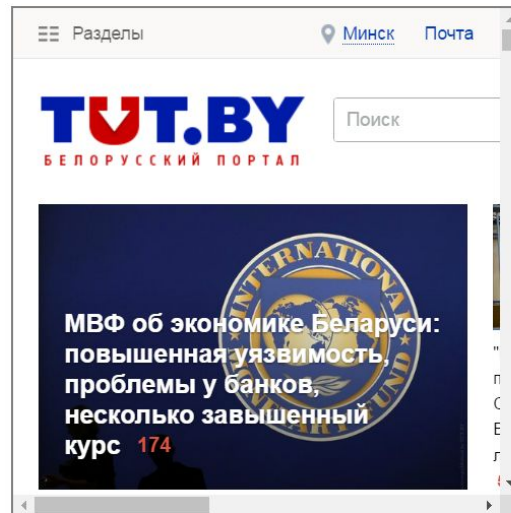 Разделы Минск Почта
TUT.BY
БЕЛОРУССКИЙ ПОРТАЛ
Поиск
INTERNATIONAL
МВФ об экономике Беларуси:
повышенная уязвимость,
проблемы у банков,
несколько завышенный
курс 174
MONETARY FUND